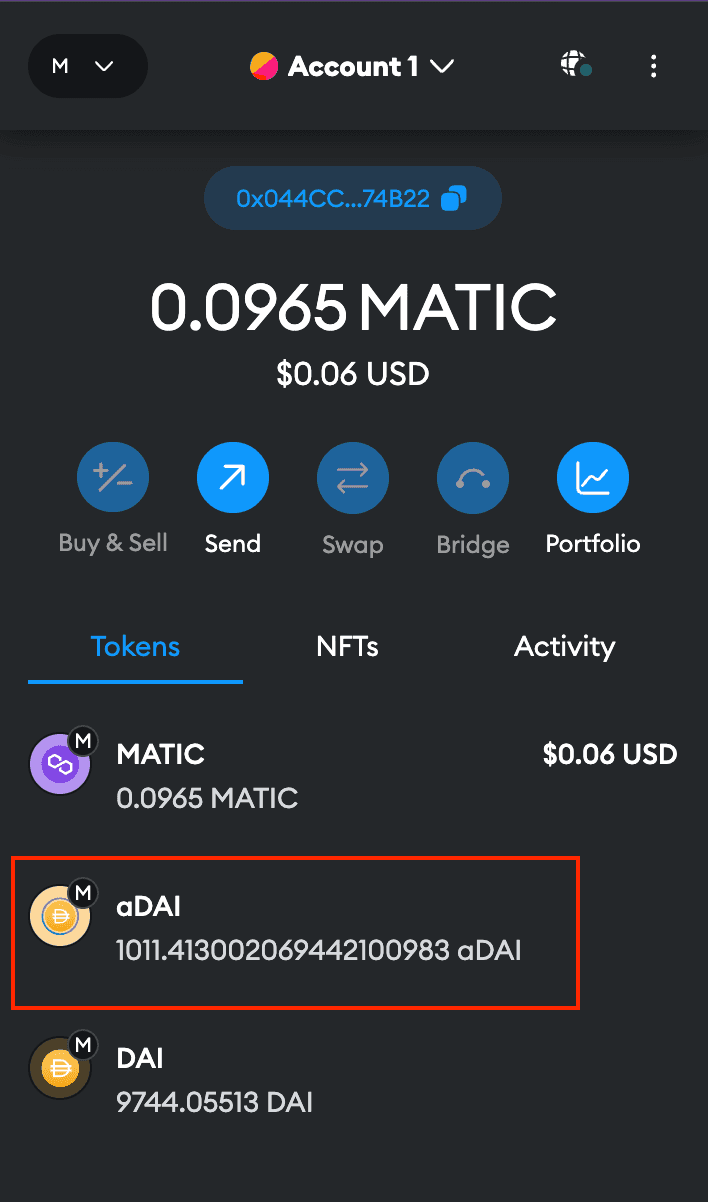 M
Account 1
0x044CC...74B22
0.0965 MATIC
$0.06 USD
Buy & Sell
Send
Swap
Bridge
Portfolio
Tokens
NFTs
Activity
M
MATIC
$0.06 USD
0.0965 MATIC
M
aDAI
1011.413002069442100983 aDAI
M
DAI
9744.05513 DAI